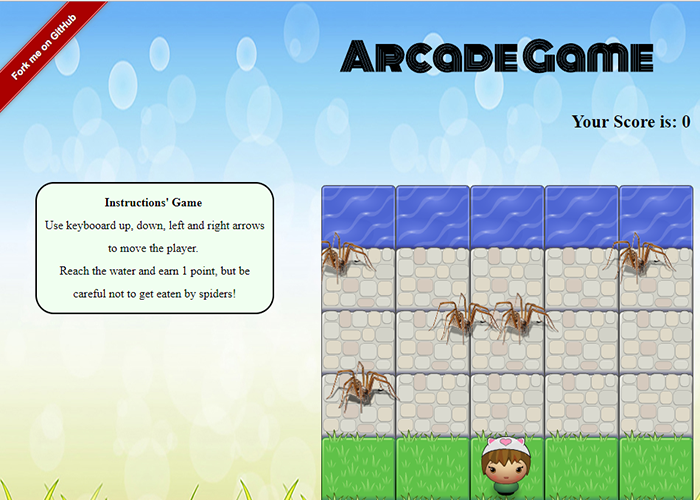 Fork me on GitHub
Arcade Game
Your Score is: 0
Instructions' Game
Use keybooard up, down, left and right arrows
to move the player.
Reach the water and earn 1 point, but be
careful not to get eaten by spiders!